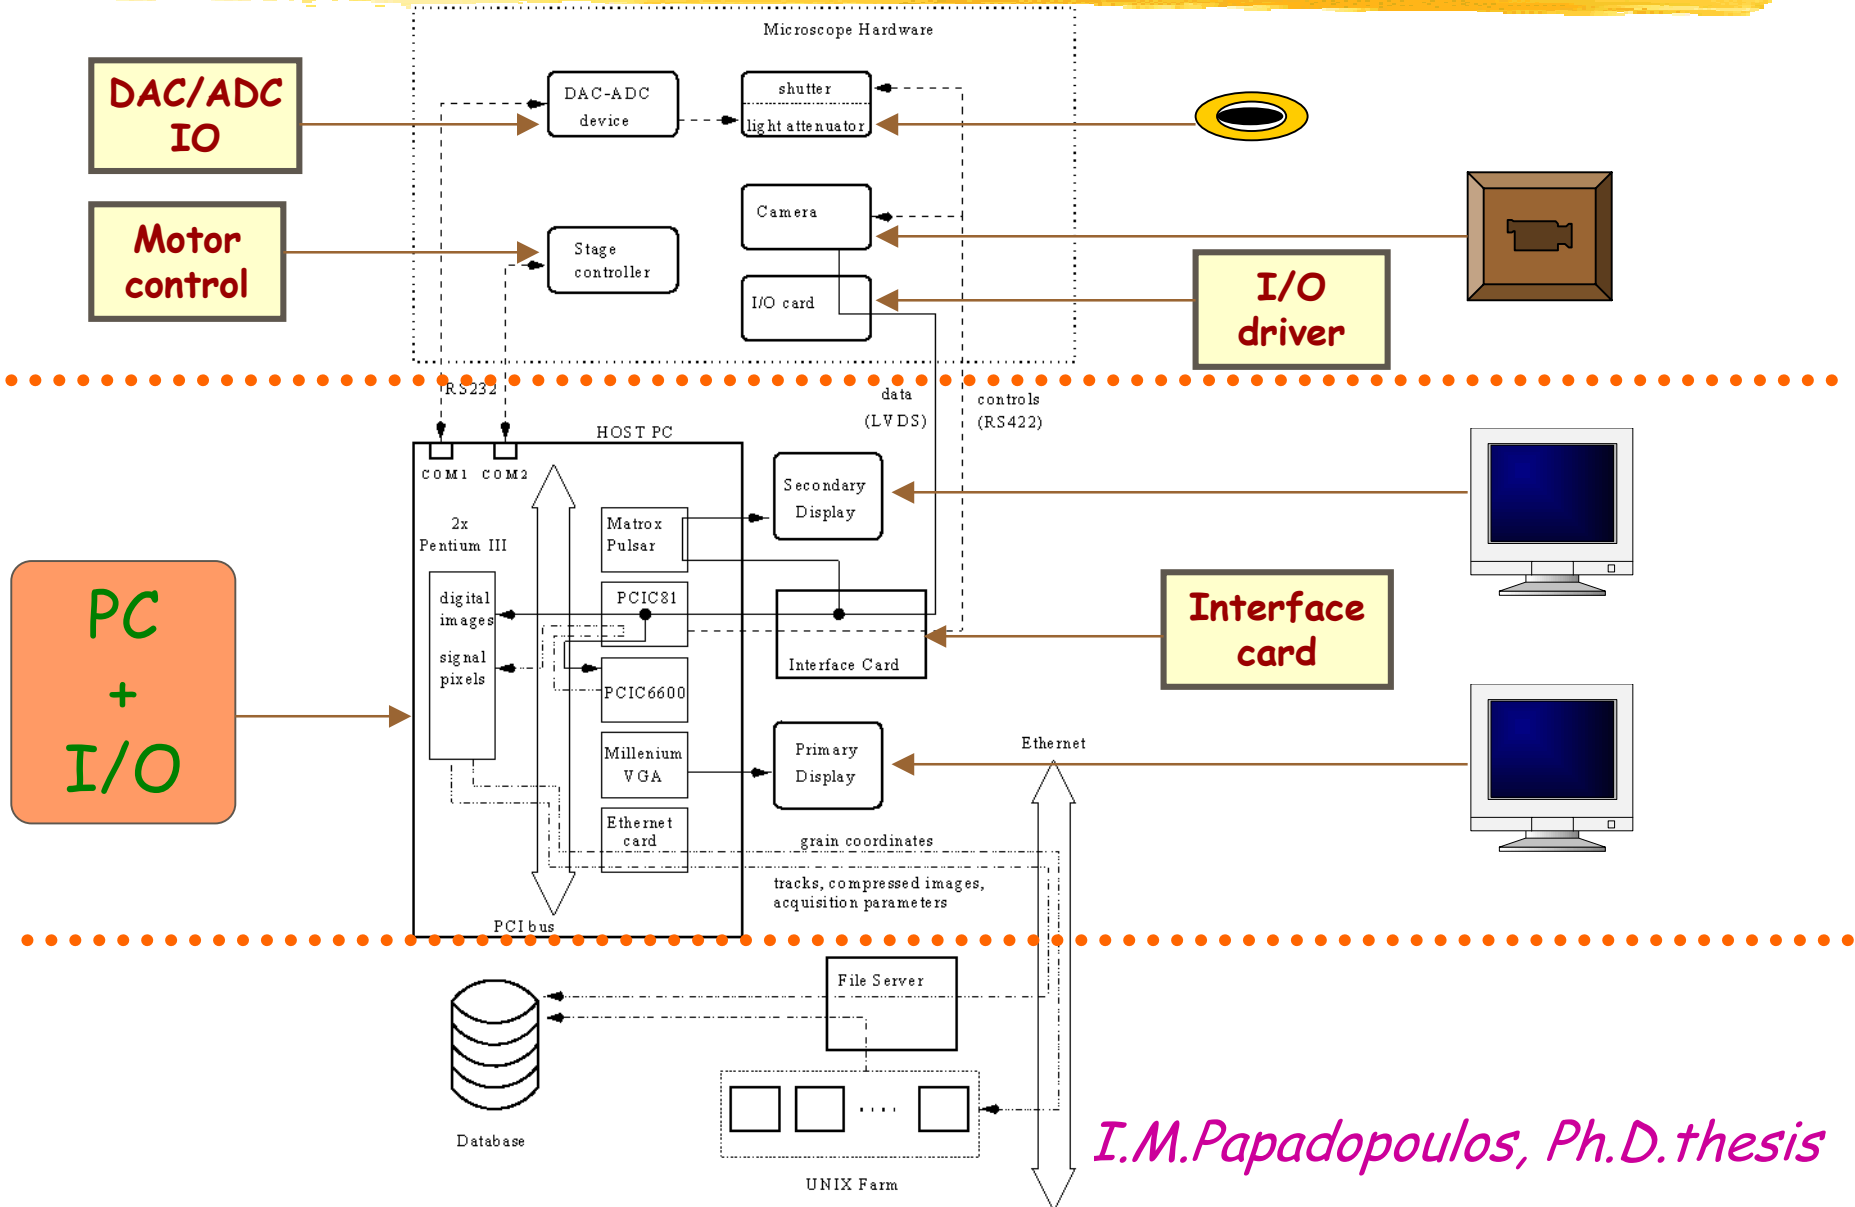 Microscope Hardware
DAC/ADC
IO
DAC-ADC
device
shutter
light attenuator
Motor
control
Camera
Stage
controller
I/O card
I/O
driver
RS232
data
(LVDS)
controls
(RS422)
HOST PC
COM1 COM2
Secondary
Display
2x
Pentium III
Matrox
Pulsar
PC
+
I/O
digital
images
signal
pixels
PCIC81
Interface Card
Interface
card
PCIC6600
Millenium
VGA
Primary
Display
Ethernet
Ethernet
card
grain coordinates
tracks, compressed images,
acquisition parameters
PCI bus
File Server
Database
....
UNIX Farm
I.M.Papadopoulos, Ph.D.thesis